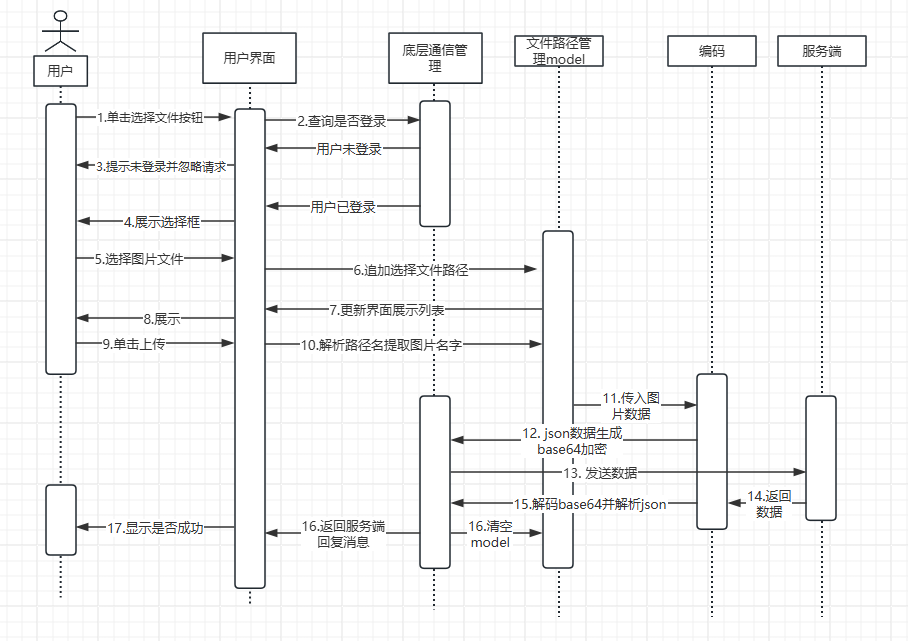 用户
用户界面
底层通信管
理
文件路径管
理model
编码
服务端
1.单击选择文件按钮
2.查询是否登录
用户未登录
3.提示未登录并忽略请求
用户已登录
4.展示选择框
5.选择图片文件
6.追加选择文件路径
7.更新界面展示列表
8.展示
9.单击上传
10.解析路径名提取图片名字
11.传入图
片数据
12. json数据生成
base64加密
13. 发送数据
14.返回
数据
15.解码base64并解析json
16.返回服务端
回复消息
16.清空
model
17.显示是否成功